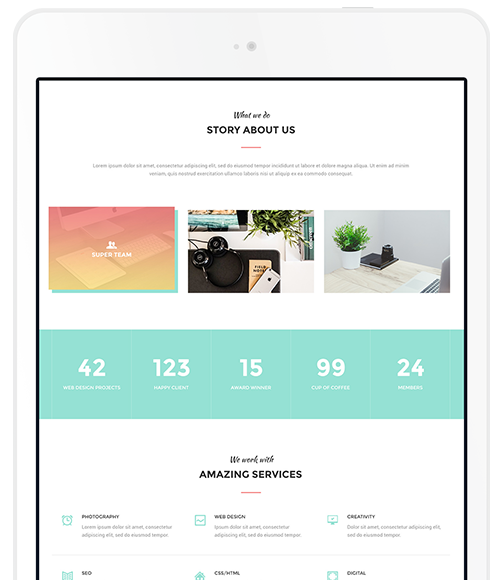 What we do
STORY ABOUT US
Lorem ipsum dolor sit amet, consectetur adipiscing elit, sed do eiusmod tempor incididunt ut labore et dolore magna aliqua. Ut enim ad minim
veniam, quis nostrud exercitation ullamco laboris nisi ut aliquip ex ea commodo consequat.
SUPER TEAM
FIELD NOTES
42 123 15 99 24
WEB DESIGN PROJECTS HAPPY CLIENT AWARD WINNER CUP OF COFFEE MEMBERS
We work with
AMAZING SERVICES
PHOTOGRAPHY WEB DESIGN CREATIVITY
Lorem ipsum dolor sit amet, consectetur Lorem ipsum dolor sit amet, consectetur Lorem ipsum dolor sit amet, consectetur
adipiscing elit, sed do eiusmod tempor. adipiscing elit, sed do eiusmod tempor. adipiscing elit, sed do eiusmod tempor.
SEO CSS/HTML DIGITAL